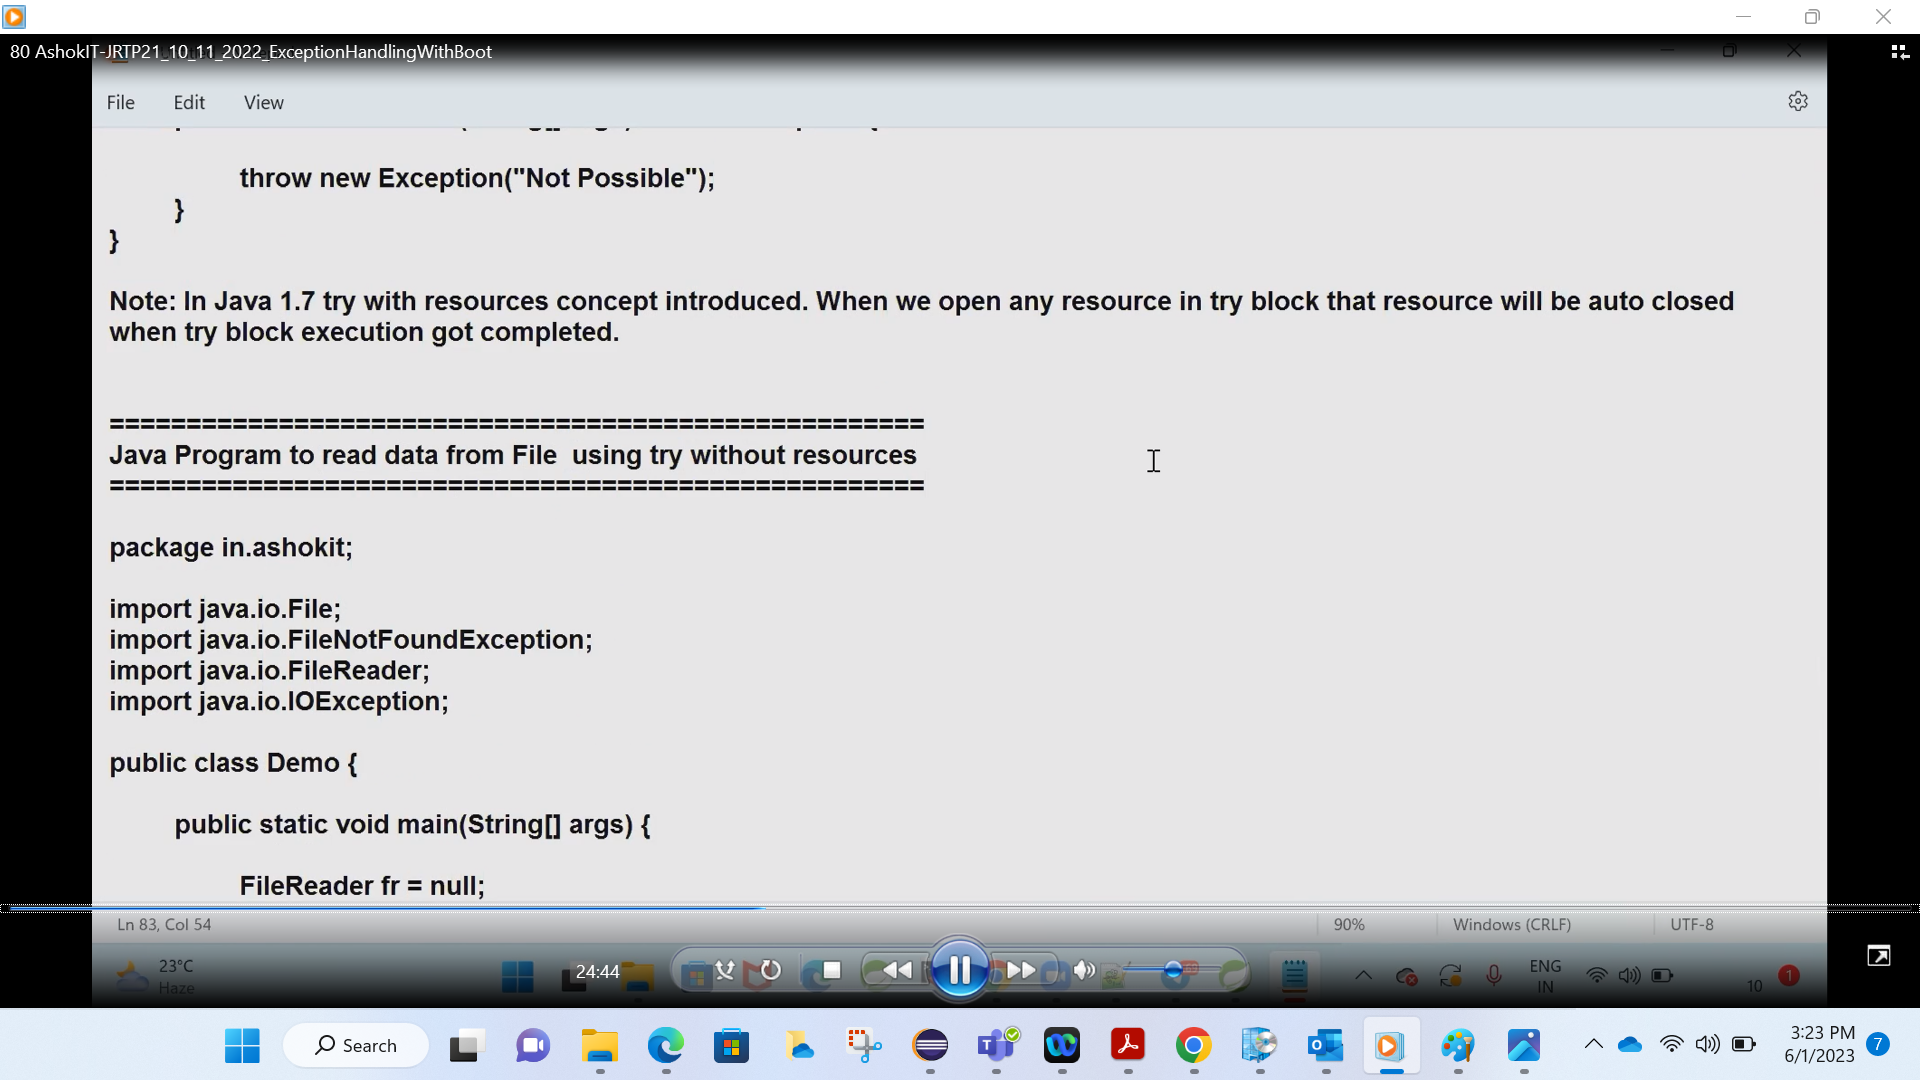 80 AshokIT-JRTP21_10_11_2022_ExceptionHandlingWithBoot
File Edit View
throw new Exception("Not Possible");
}
}
Note: In Java 1.7 try with resources concept introduced. When we open any resource in try block that resource will be auto closed
when try block execution got completed.
=====================================================
Java Program to read data from File  using try without resources
=====================================================
package in.ashokit;
import java.io.File;
import java.io.FileNotFoundException;
import java.io.FileReader;
import java.io.IOException;
public class Demo {
public static void main(String[] args) {
FileReader fr = null;
Ln 83, Col 54 90% Windows (CRLF) UTF-8
23°C
Haze
24:44
ENG
IN
10
1
Search
3:23 PM
6/1/2023
7